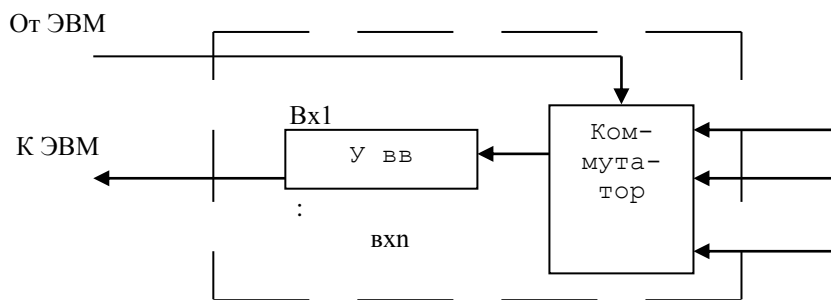 От ЭВМ
Вх1
Ком-
мута-
тор
К ЭВМ
У вв
:
вхn